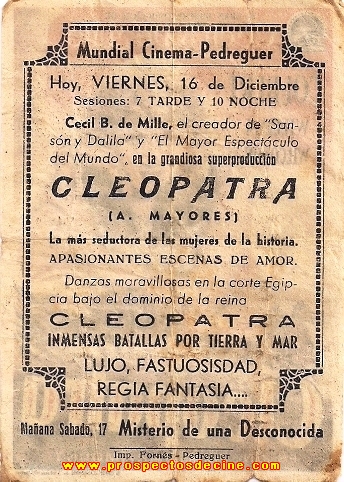 Mundial Cinema-Pedreguer
Hoy, VIERNES, 16 de Diciembre
Sesiones: 7 TARDE Y 10 NOCHE
Cecil B. de Mille, el creador de "San-
són y Dalila" y "El Mayor Espectáculo
del Mundo", en la grandiosa superproducción
CLEOPATRA
(A. MAYORES)
La más seductora de las mujeres de la historia.
APASIONANTES ESCENAS DE AMOR.
Danzas maravillosas en la corte Egip-
cia bajo el dominio de la reina
CLEOPATRA
INMENSAS BATALLAS POR TIERRA Y MAR
LUJO, FASTUOSISDAD,
REGIA FANTASIA....
Mañana Sabado, 17 Misterio de una Desconocida
Imp. Fornés - Pedreguer
www.prospectosdecine.com